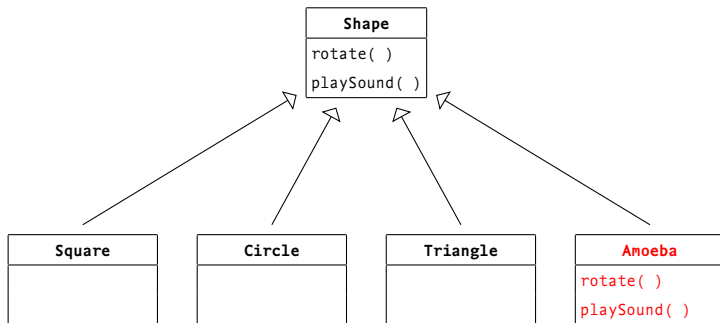 Shape
rotate( )
playSound( )
Square
Circle
Triangle
Amoeba
rotate( )
playSound( )